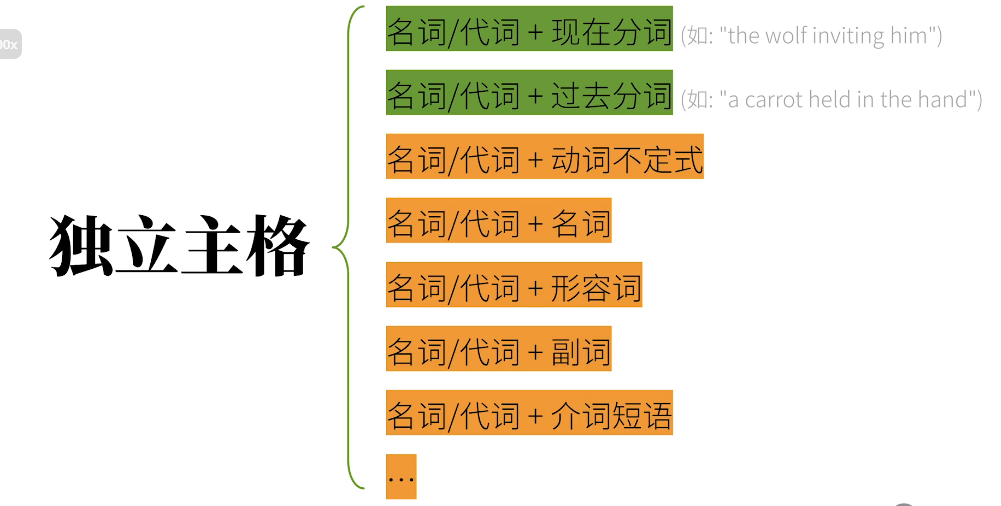 00x
名词/代词 + 现在分词 (如: "the wolf inviting him")
名词/代词 + 过去分词 (如: "a carrot held in the hand")
名词/代词 + 动词不定式
名词/代词 + 名词
独立主格
名词/代词 + 形容词
名词/代词 + 副词
名词/代词 + 介词短语
…